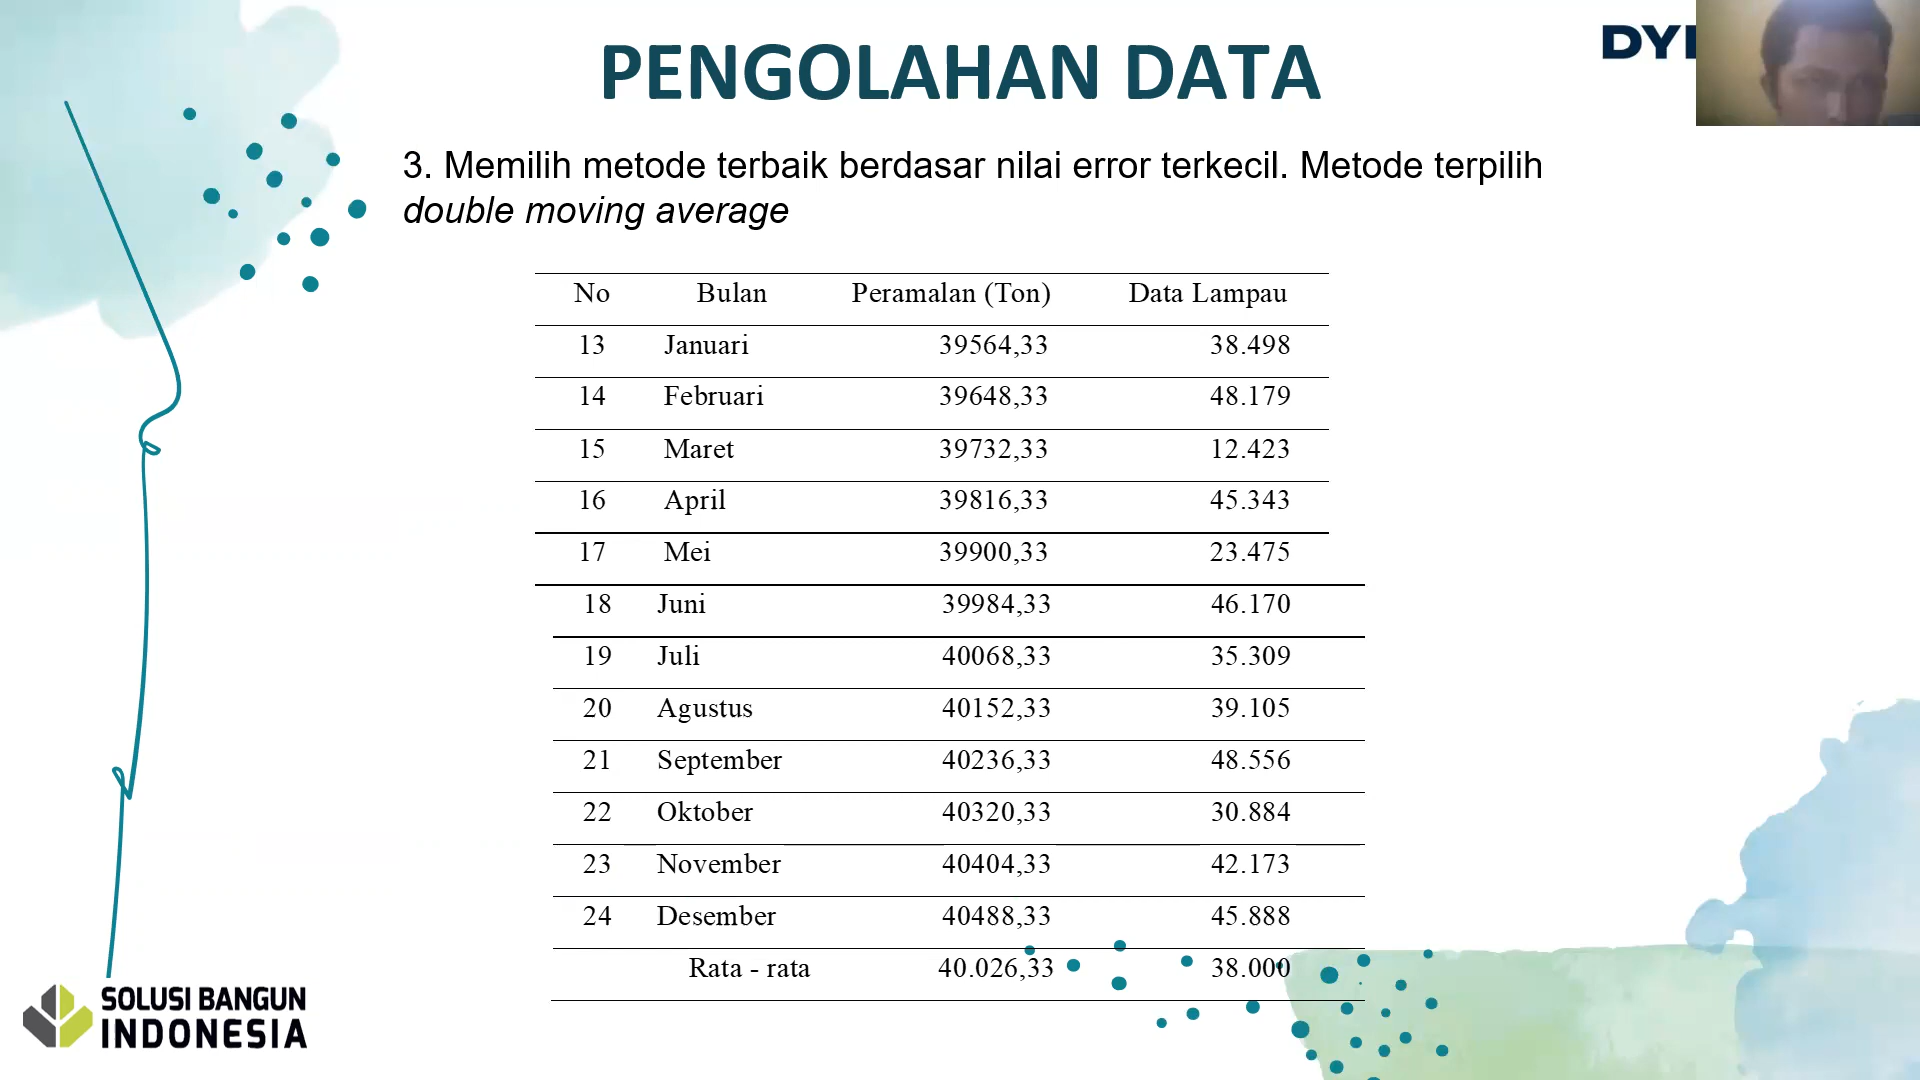 PENGOLAHAN DATA
3. Memilih metode terbaik berdasar nilai error terkecil. Metode terpilih
double moving average
No Bulan Peramalan (Ton) Data Lampau
13 Januari 39564,33 38.498
14 Februari 39648,33 48.179
15 Maret 39732,33 12.423
16 April 39816,33 45.343
17 Mei 39900,33 23.475
18 Juni 39984,33 46.170
19 Juli 40068,33 35.309
20 Agustus 40152,33 39.105
21 September 40236,33 48.556
22 Oktober 40320,33 30.884
23 November 40404,33 42.173
24 Desember 40488,33 45.888
Rata - rata 40.026,33 38.000
SOLUSI BANGUN
INDONESIA